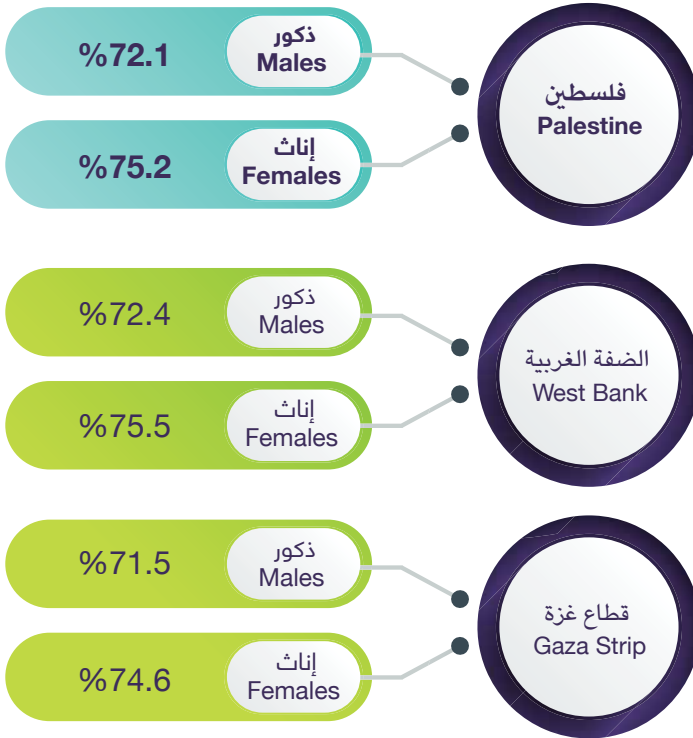 فلسطين
Palestine
ذكور
Males
%72.1
إناث
Females
%75.2
الضفة الغربية
West Bank
ذكور
Males
%72.4
إناث
Females
%75.5
قطاع غزة
Gaza Strip
ذكور
Males
%71.5
إناث
Females
%74.6